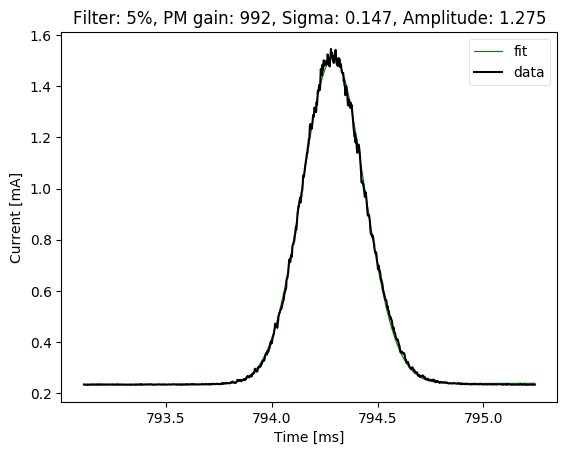 Filter: 5%, PM gain: 992, Sigma: 0.147, Amplitude: 1.275
fit
data
1.6
1.4
1.2
1.0
0.8
0.6
0.4
0.2
Current [mA]
793.5 794.0 794.5 795.0
Time [ms]